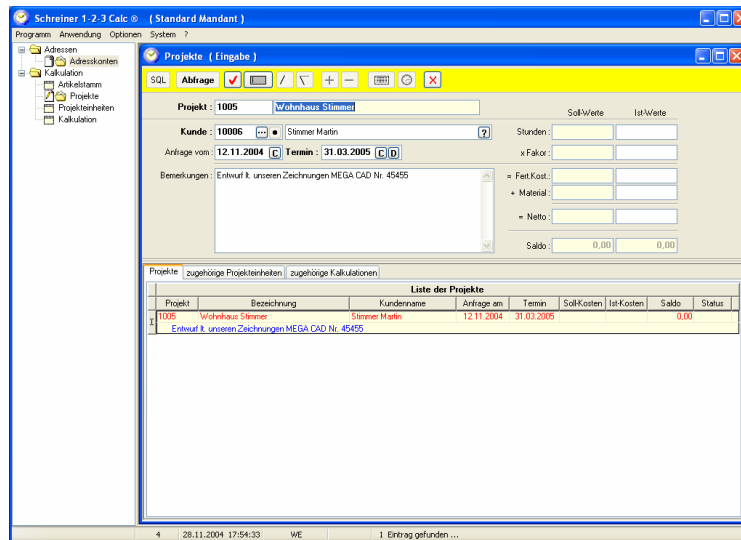 Schreiner 1-2-3 Calc ® ( Standard Mandant )
Programm Anwendung Optionen System ?
Adressen
Adresskonten
Kalkulation
Artikelstamm
Projekte
Projekteinheiten
Kalkulation
Projekte ( Eingabe )
SQL Abfrage
Projekt : 1005 Wohnhaus Stimmer
Soll-Werte Ist-Werte
Kunde : 10006 ... Stimmer Martin ? Stunden :
Anfrage vom : 12.11.2004 C Termin : 31.03.2005 C D x Fakor :
Bemerkungen : Entwurf lt. unseren Zeichnungen MEGA CAD Nr. 45455 = Fert.Kost.:
+ Material :
= Netto :
Saldo : 0,00 0,00
Projekte zugehörige Projekteinheiten zugehörige Kalkulationen
Liste der Projekte
Projekt Bezeichnung Kundenname Anfrage am Termin Soll-Kosten Ist-Kosten Saldo Status
1005 Wohnhaus Stimmer Stimmer Martin 12.11.2004 31.03.2005 0,00
Entwurf lt. unseren Zeichnungen MEGA CAD Nr. 45455
4 28.11.2004 17:54:33 WE 1 Eintrag gefunden ...